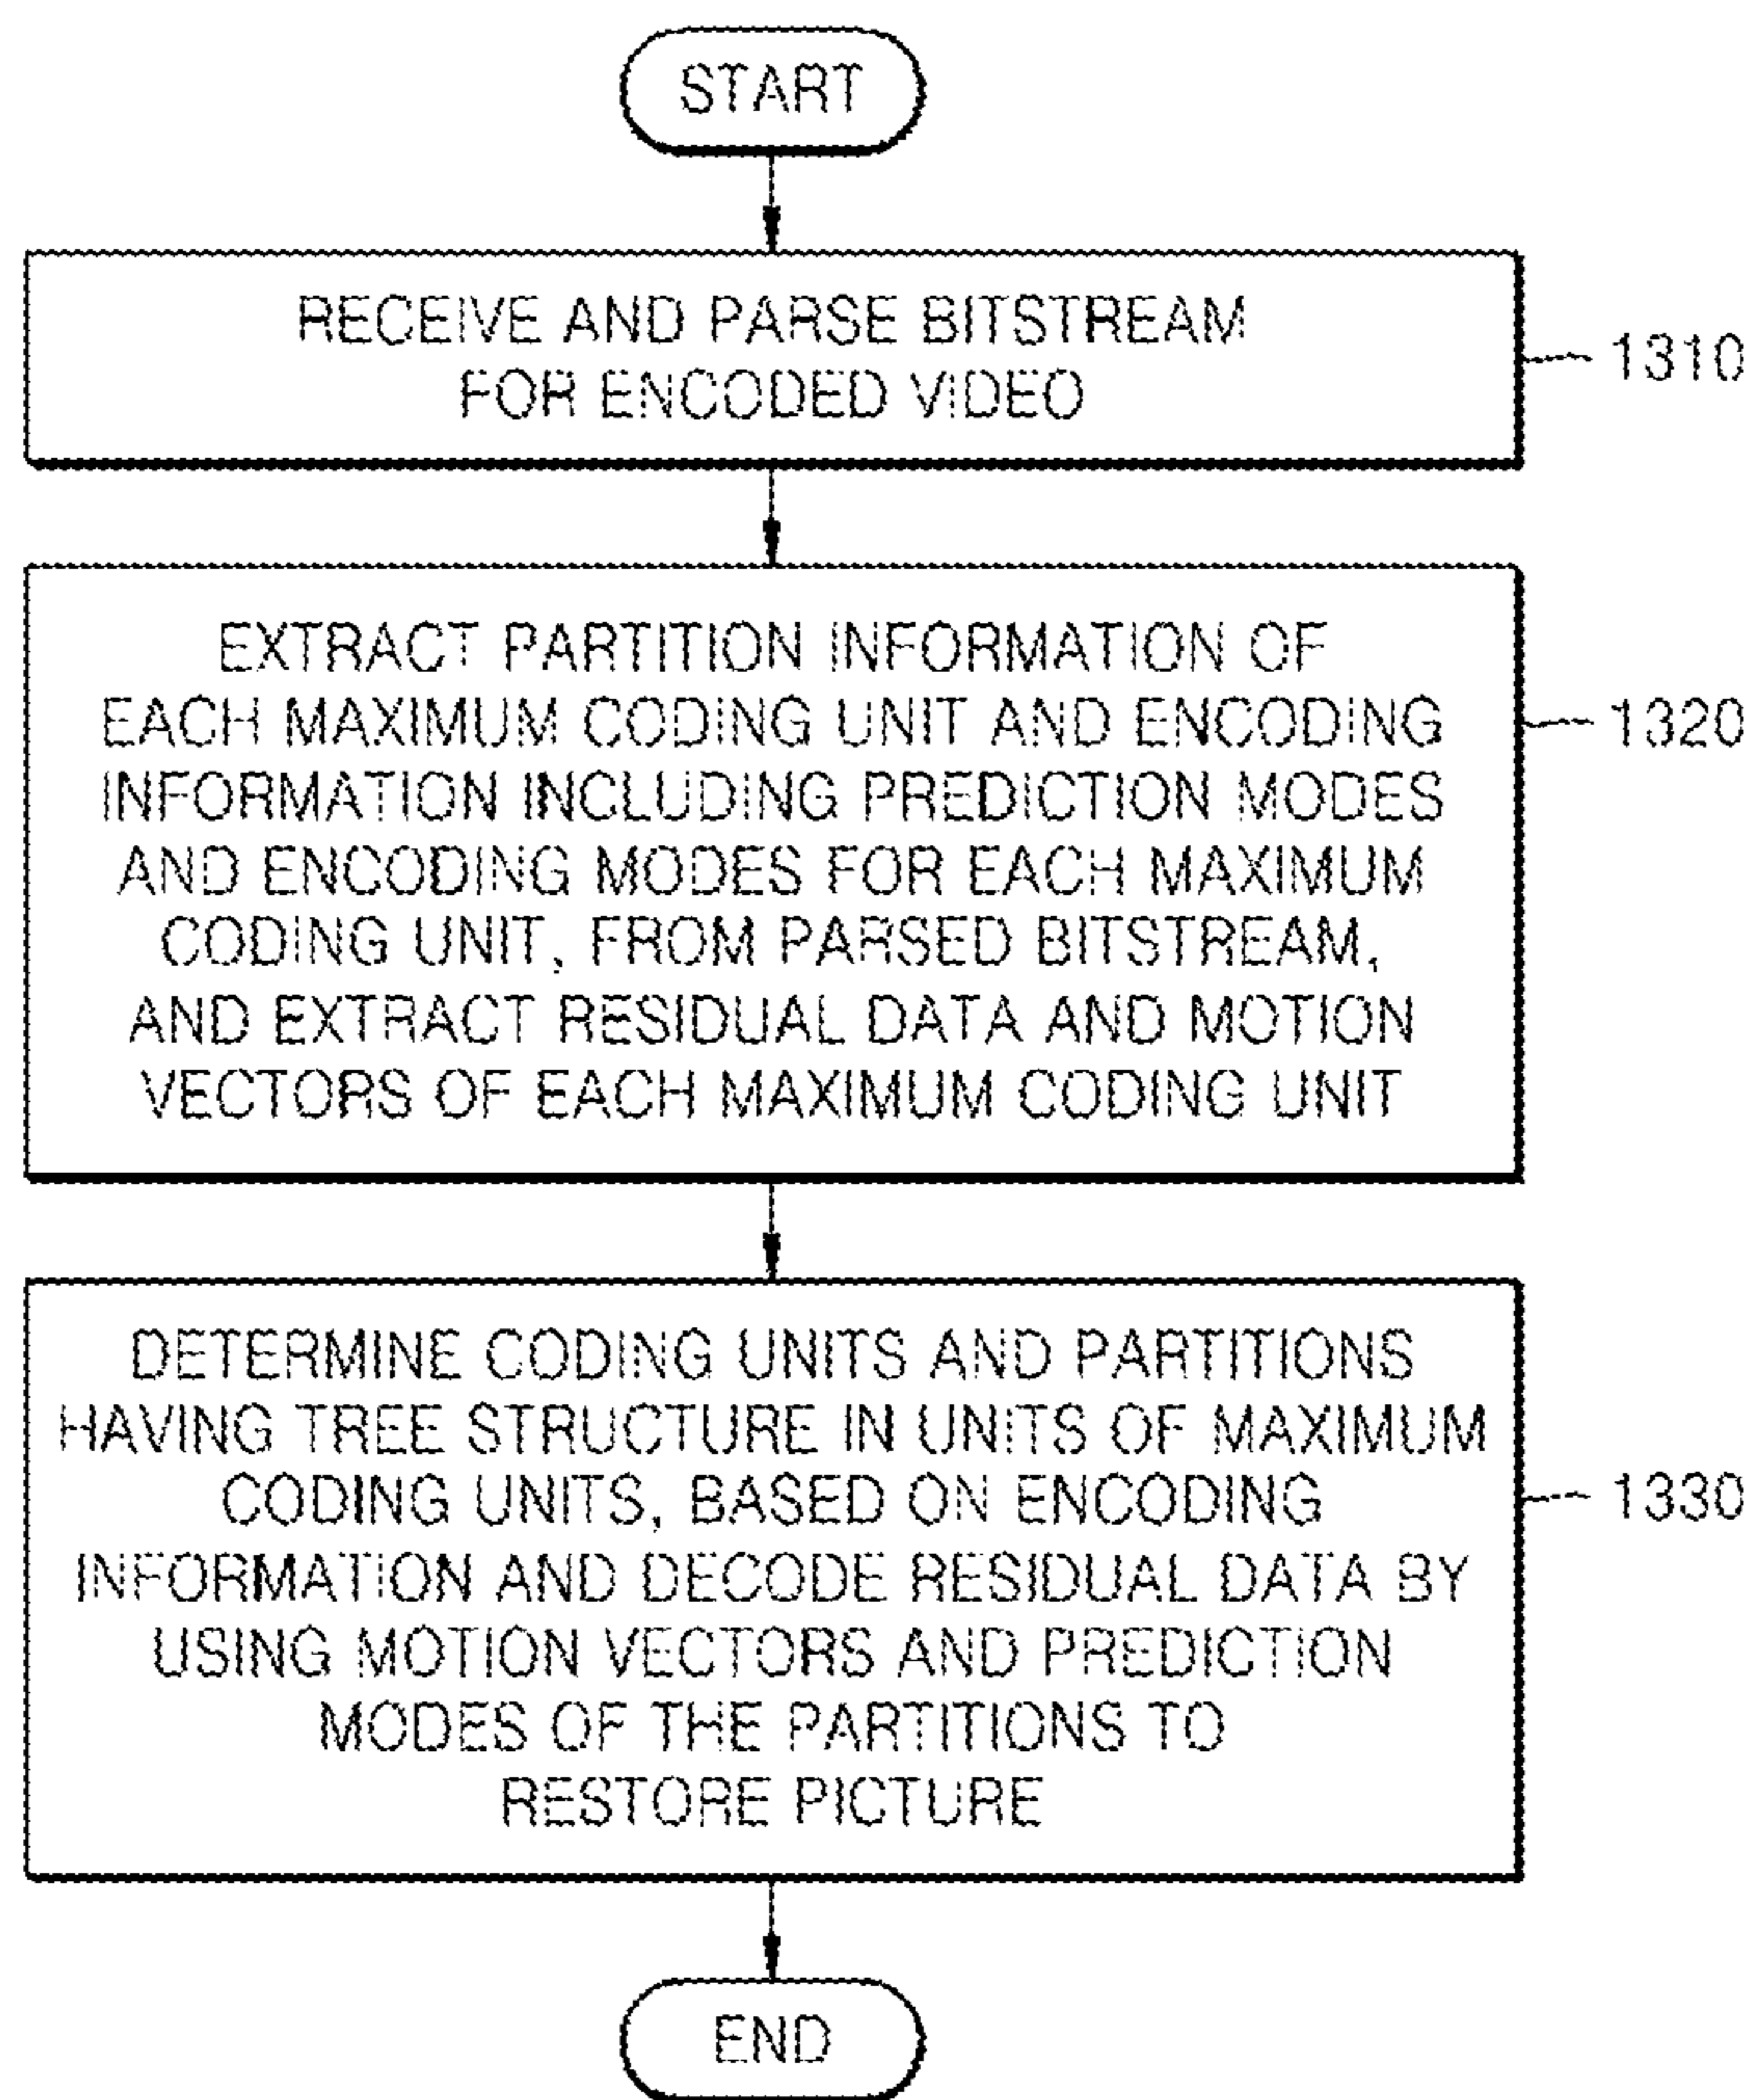 START
RECEIVE AND PARSE BITSTREAM
FOR ENCODED VIDEO
1310
EXTRACT PARTITION INFORMATION OF
EACH MAXIMUM CODING UNIT AND ENCODING
INFORMATION INCLUDING PREDICTION MODES
AND ENCODING MODES FOR EACH MAXIMUM
CODING UNIT, FROM PARSED BITSTREAM,
AND EXTRACT RESIDUAL DATA AND MOTION
VECTORS OF EACH MAXIMUM CODING UNIT
1320
DETERMINE CODING UNITS AND PARTITIONS
HAVING TREE STRUCTURE IN UNITS OF MAXIMUM
CODING UNITS, BASED ON ENCODING
INFORMATION AND DECODE RESIDUAL DATA BY
USING MOTION VECTORS AND PREDICTION
MODES OF THE PARTITIONS TO
RESTORE PICTURE
1330
END